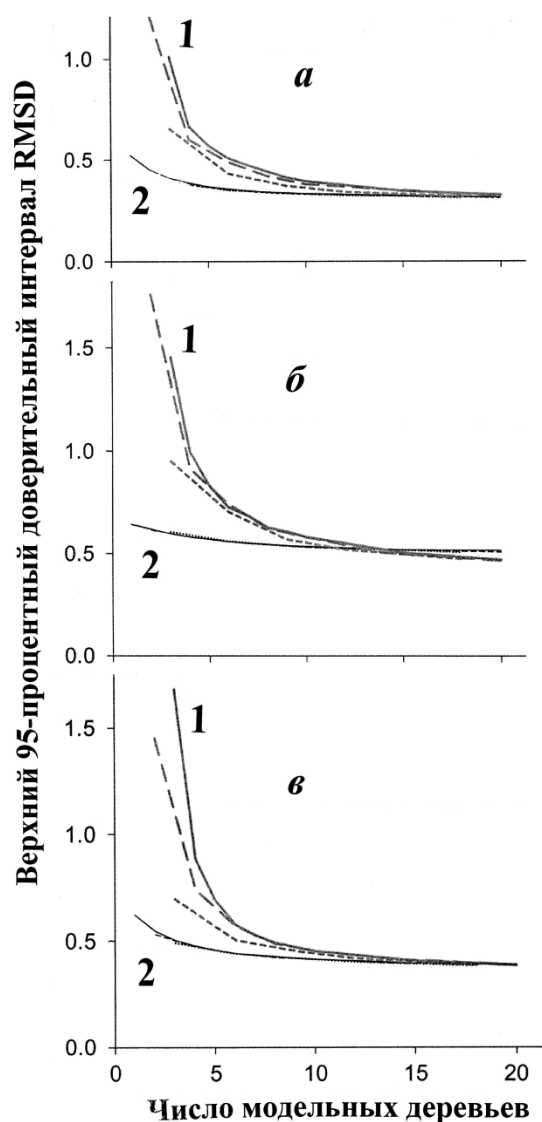 Верхний 95-процентный доверительный интервал RMSD
1.0
0.5
0.0
1
2
а
1.5
1.0
0.5
0.0
1
2
б
1.5
1.0
0.5
0.0
1
2
в
0 5 10 15 20
Число модельных деревьев